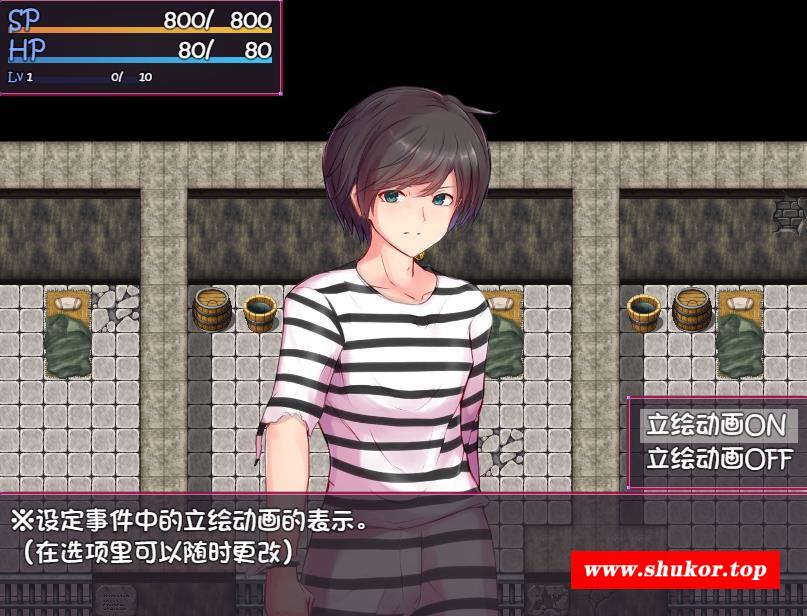 SP 800/ 800
HP 80/ 80
Lv 1 0/ 10
立绘动画ON
立绘动画OFF
※设定事件中的立绘动画的表示。
（在选项里可以随时更改）
www.shukor.top